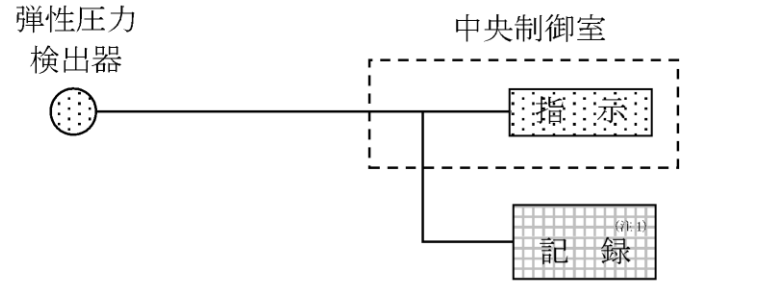 弾性圧力
検出器
中央制御室
指 示
(注1)
記 録